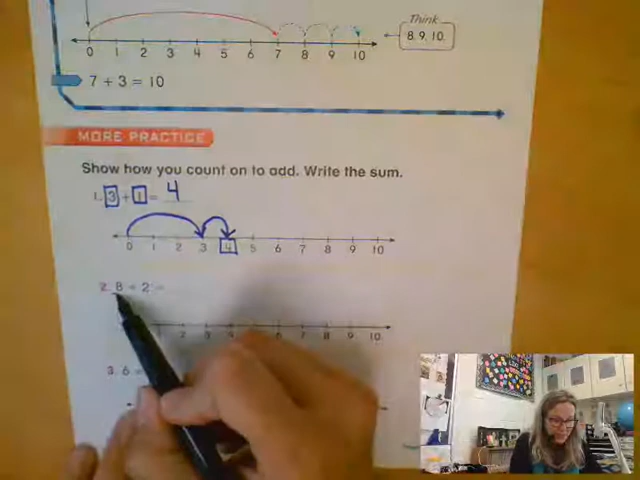 0 1 2 3 4 5 6 7 8 9 10
Think
8, 9, 10.
7 + 3 = 10
MORE PRACTICE
Show how you count on to add. Write the sum.
1. 3 + 1 = 4
0 1 2 3 4 5 6 7 8 9 10
2. 8 + 2 =
2 3 4 5 6 7 8 9 10
3. 6